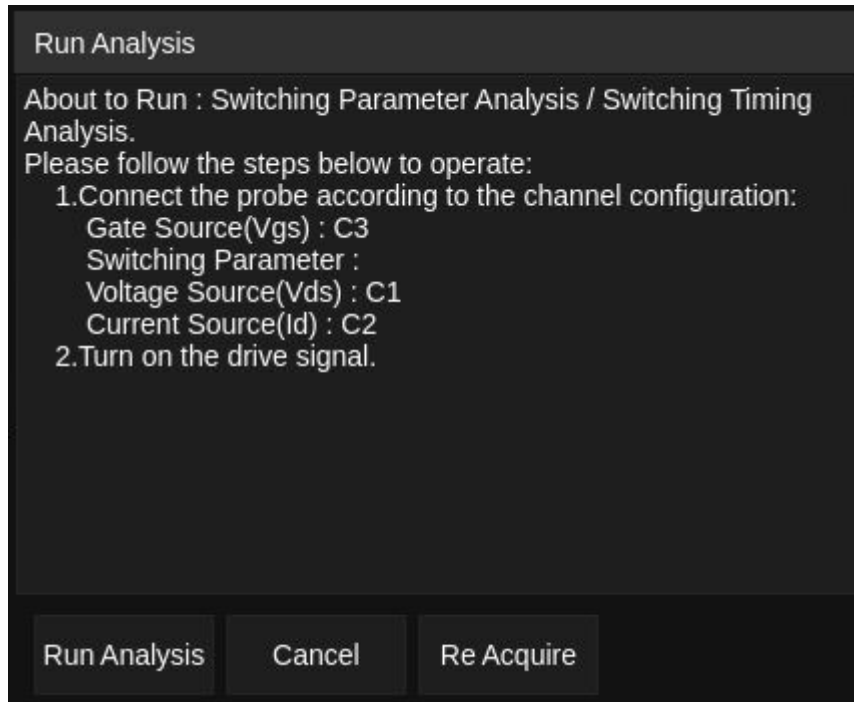 Run Analysis
About to Run : Switching Parameter Analysis / Switching Timing
Analysis.
Please follow the steps below to operate:
1.Connect the probe according to the channel configuration:
Gate Source(Vgs) : C3
Switching Parameter :
Voltage Source(Vds) : C1
Current Source(Id) : C2
2.Turn on the drive signal.
Run Analysis Cancel Re Acquire